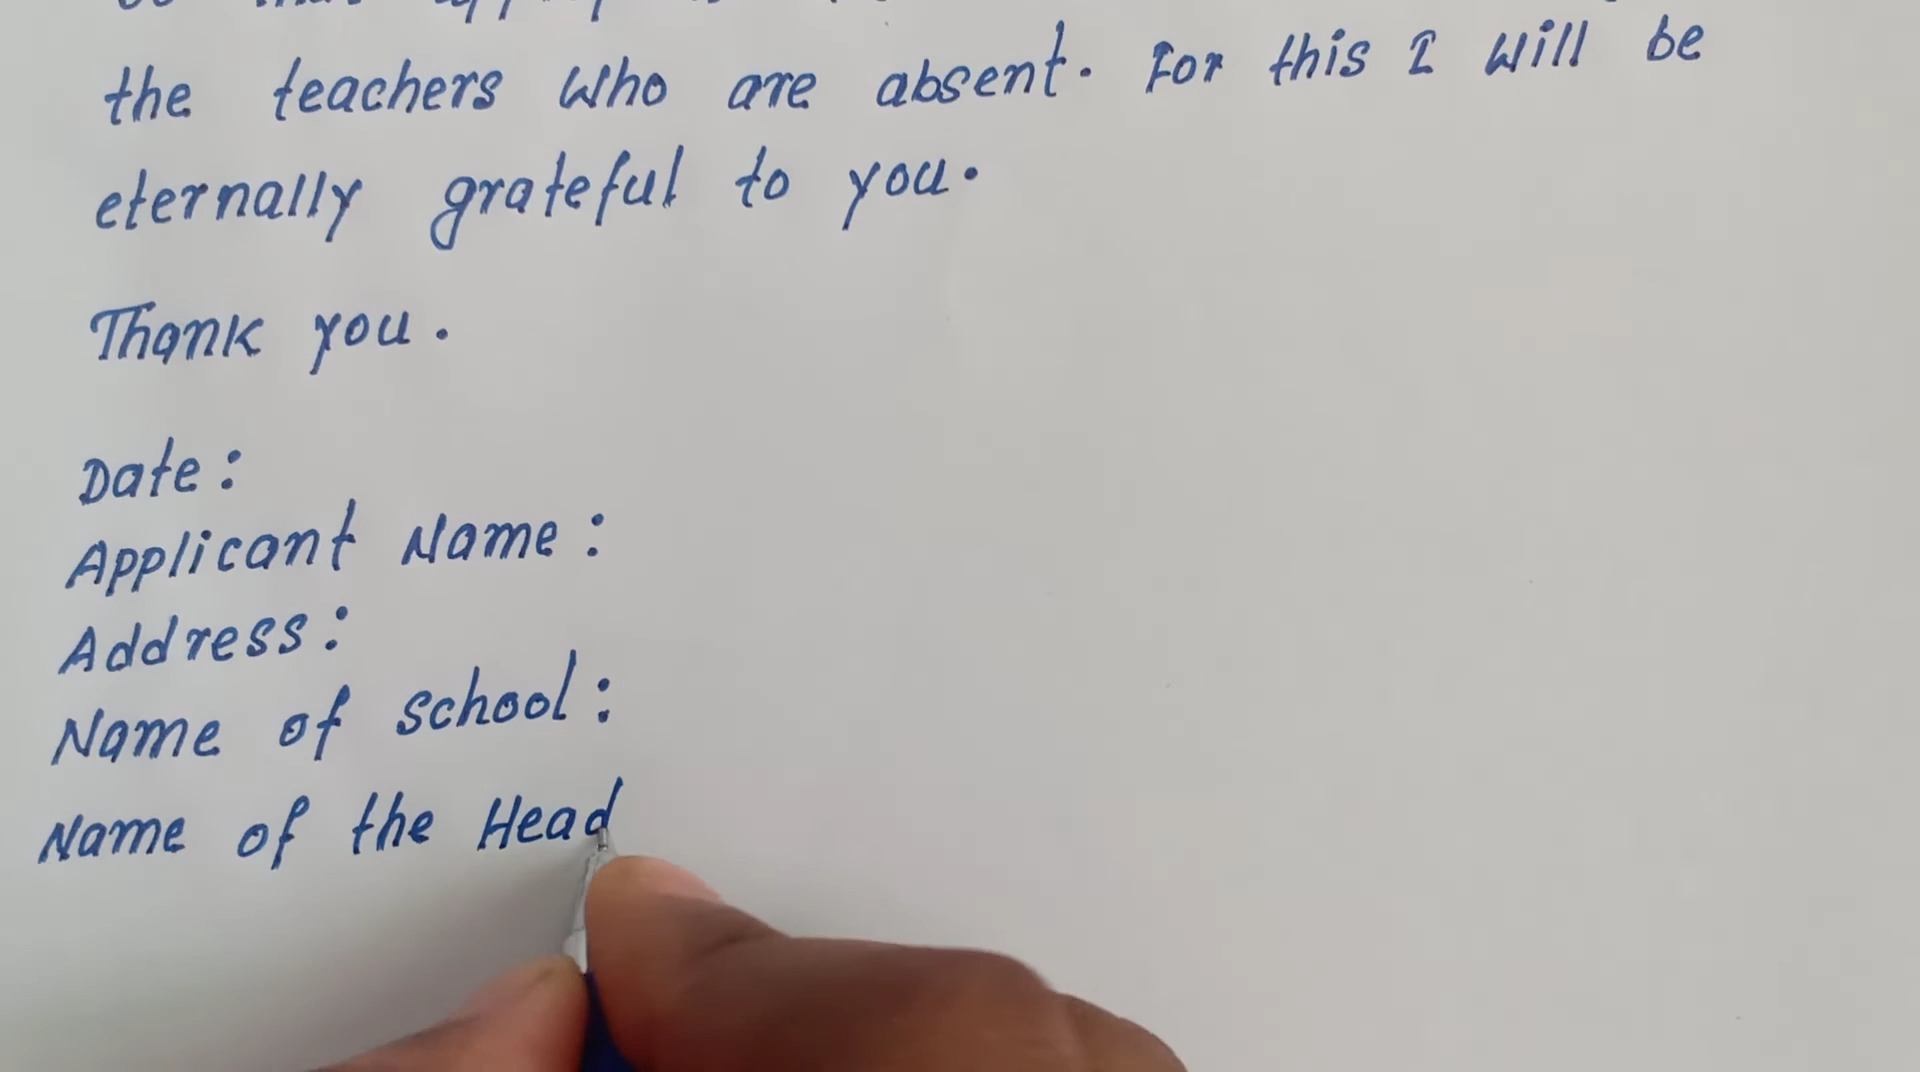 the teachers who are absent. For this I will be
eternally grateful to you.
Thank you.
Date:
Applicant Name:
Address:
Name of school:
Name of the Head